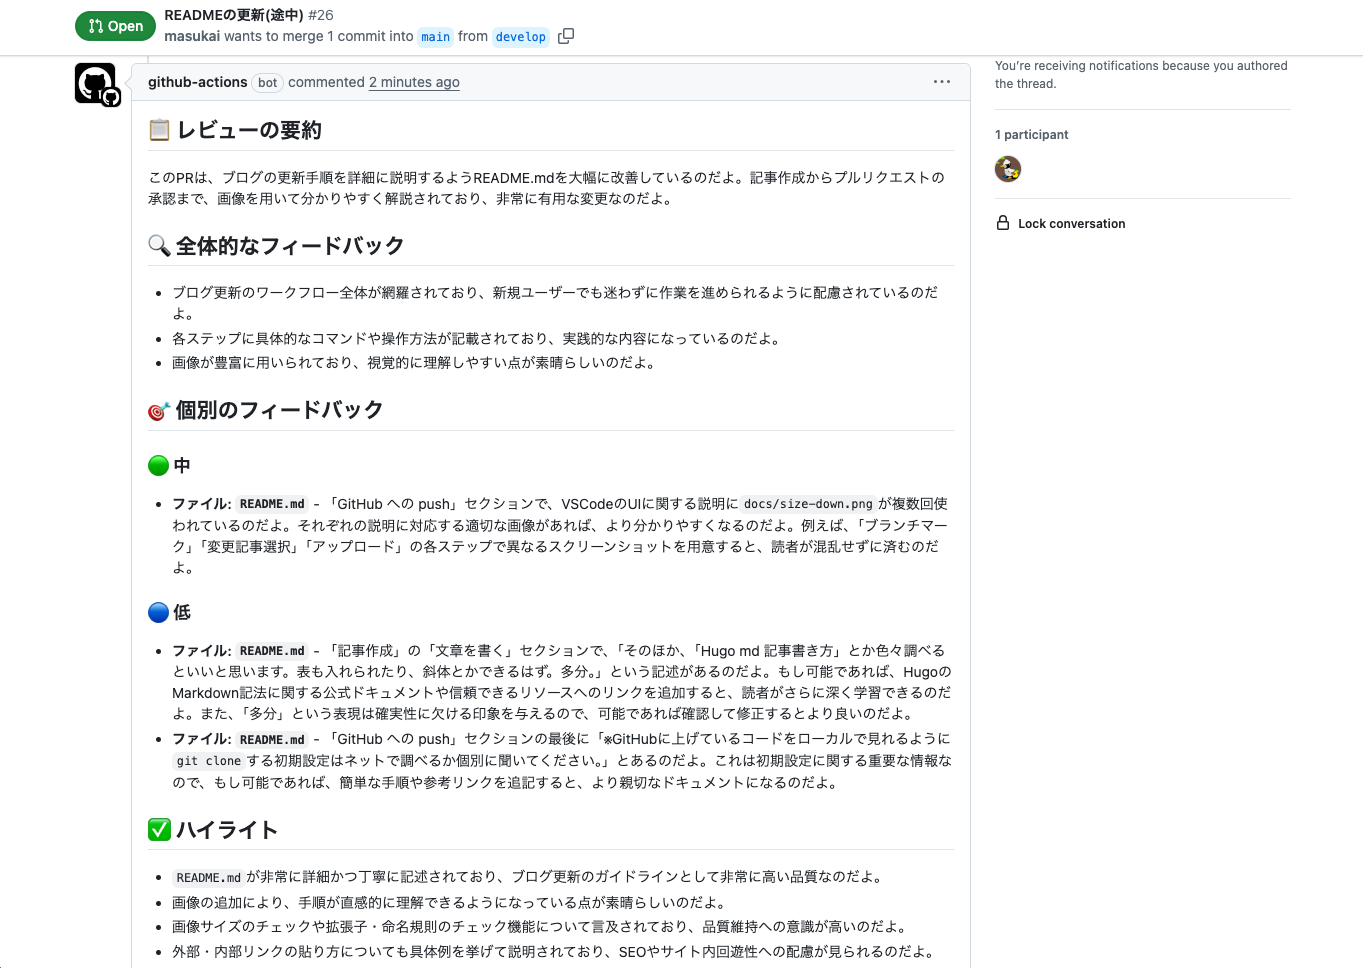 Open
READMEの更新(途中) #26
masukai wants to merge 1 commit into main from develop
github-actions bot commented 2 minutes ago
📋 レビューの要約
このPRは、ブログの更新手順を詳細に説明するようREADME.mdを大幅に改善しているのだよ。記事作成からプルリクエストの
承認まで、画像を用いて分かりやすく解説されており、非常に有用な変更なのだよ。
🔍 全体的なフィードバック
• ブログ更新のワークフロー全体が網羅されており、新規ユーザーでも迷わずに作業を進められるように配慮されているのだ
よ。
• 各ステップに具体的なコマンドや操作方法が記載されており、実践的な内容になっているのだよ。
• 画像が豊富に用いられており、視覚的に理解しやすい点が素晴らしいのだよ。
🎯 個別のフィードバック
🟢 中
• ファイル: README.md - 「GitHub への push」セクションで、VSCodeのUIに関する説明に docs/size-down.png が複数回使
われているのだよ。それぞれの説明に対応する適切な画像があれば、より分かりやすくなるのだよ。例えば、「ブランチマー
ク」「変更記事選択」「アップロード」の各ステップで異なるスクリーンショットを用意すると、読者が混乱せずに済むのだ
よ。
🔵 低
• ファイル: README.md - 「記事作成」の「文章を書く」セクションで、「そのほか、「Hugo md 記事書き方」とか色々調べる
といいと思います。表も入れられたり、斜体とかできるはず。多分。」という記述があるのだよ。もし可能であれば、Hugoの
Markdown記法に関する公式ドキュメントや信頼できるリソースへのリンクを追加すると、読者がさらに深く学習できるのだ
よ。また、「多分」という表現は確実性に欠ける印象を与えるので、可能であれば確認して修正するとより良いのだよ。
• ファイル: README.md - 「GitHub への push」セクションの最後に「※GitHubに上げているコードをローカルで見れるように
git clone する初期設定はネットで調べるか個別に聞いてください。」とあるのだよ。これは初期設定に関する重要な情報な
ので、もし可能であれば、簡単な手順や参考リンクを追記すると、より親切なドキュメントになるのだよ。
✅ ハイライト
• README.md が非常に詳細かつ丁寧に記述されており、ブログ更新のガイドラインとして非常に高い品質なのだよ。
• 画像の追加により、手順が直感的に理解できるようになっている点が素晴らしいのだよ。
• 画像サイズのチェックや拡張子・命名規則のチェック機能について言及されており、品質維持への意識が高いのだよ。
• 外部・内部リンクの貼り方についても具体例を挙げて説明されており、SEOやサイト内回遊性への配慮が見られるのだよ。
You're receiving notifications because you authored
the thread.
1 participant
Lock conversation